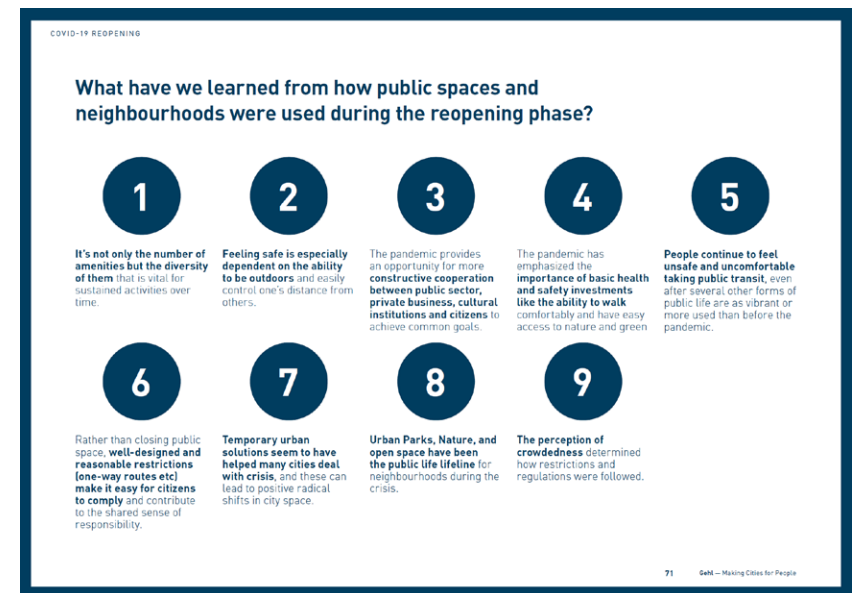 COVID-19 REOPENING
What have we learned from how public spaces and
neighbourhoods were used during the reopening phase?
1
It's not only the number of
amenities but the diversity
of them that is vital for
sustained activities over
time.
2
Feeling safe is especially
dependent on the ability
to be outdoors and easily
control one's distance from
others.
3
The pandemic provides
an opportunity for more
constructive cooperation
between public sector,
private business, cultural
institutions and citizens to
achieve common goals.
4
The pandemic has
emphasized the
importance of basic health
and safety investments
like the ability to walk
comfortably and have easy
access to nature and green
5
People continue to feel
unsafe and uncomfortable
taking public transit, even
after several other forms of
public life are as vibrant or
more used than before the
pandemic.
6
Rather than closing public
space, well-designed and
reasonable restrictions
(one-way routes etc)
make it easy for citizens
to comply and contribute
to the shared sense of
responsibility.
7
Temporary urban
solutions seem to have
helped many cities deal
with crisis, and these can
lead to positive radical
shifts in city space.
8
Urban Parks, Nature, and
open space have been
the public life lifeline for
neighbourhoods during the
crisis.
9
The perception of
crowdedness determined
how restrictions and
regulations were followed.
71 Gehl — Making Cities for People